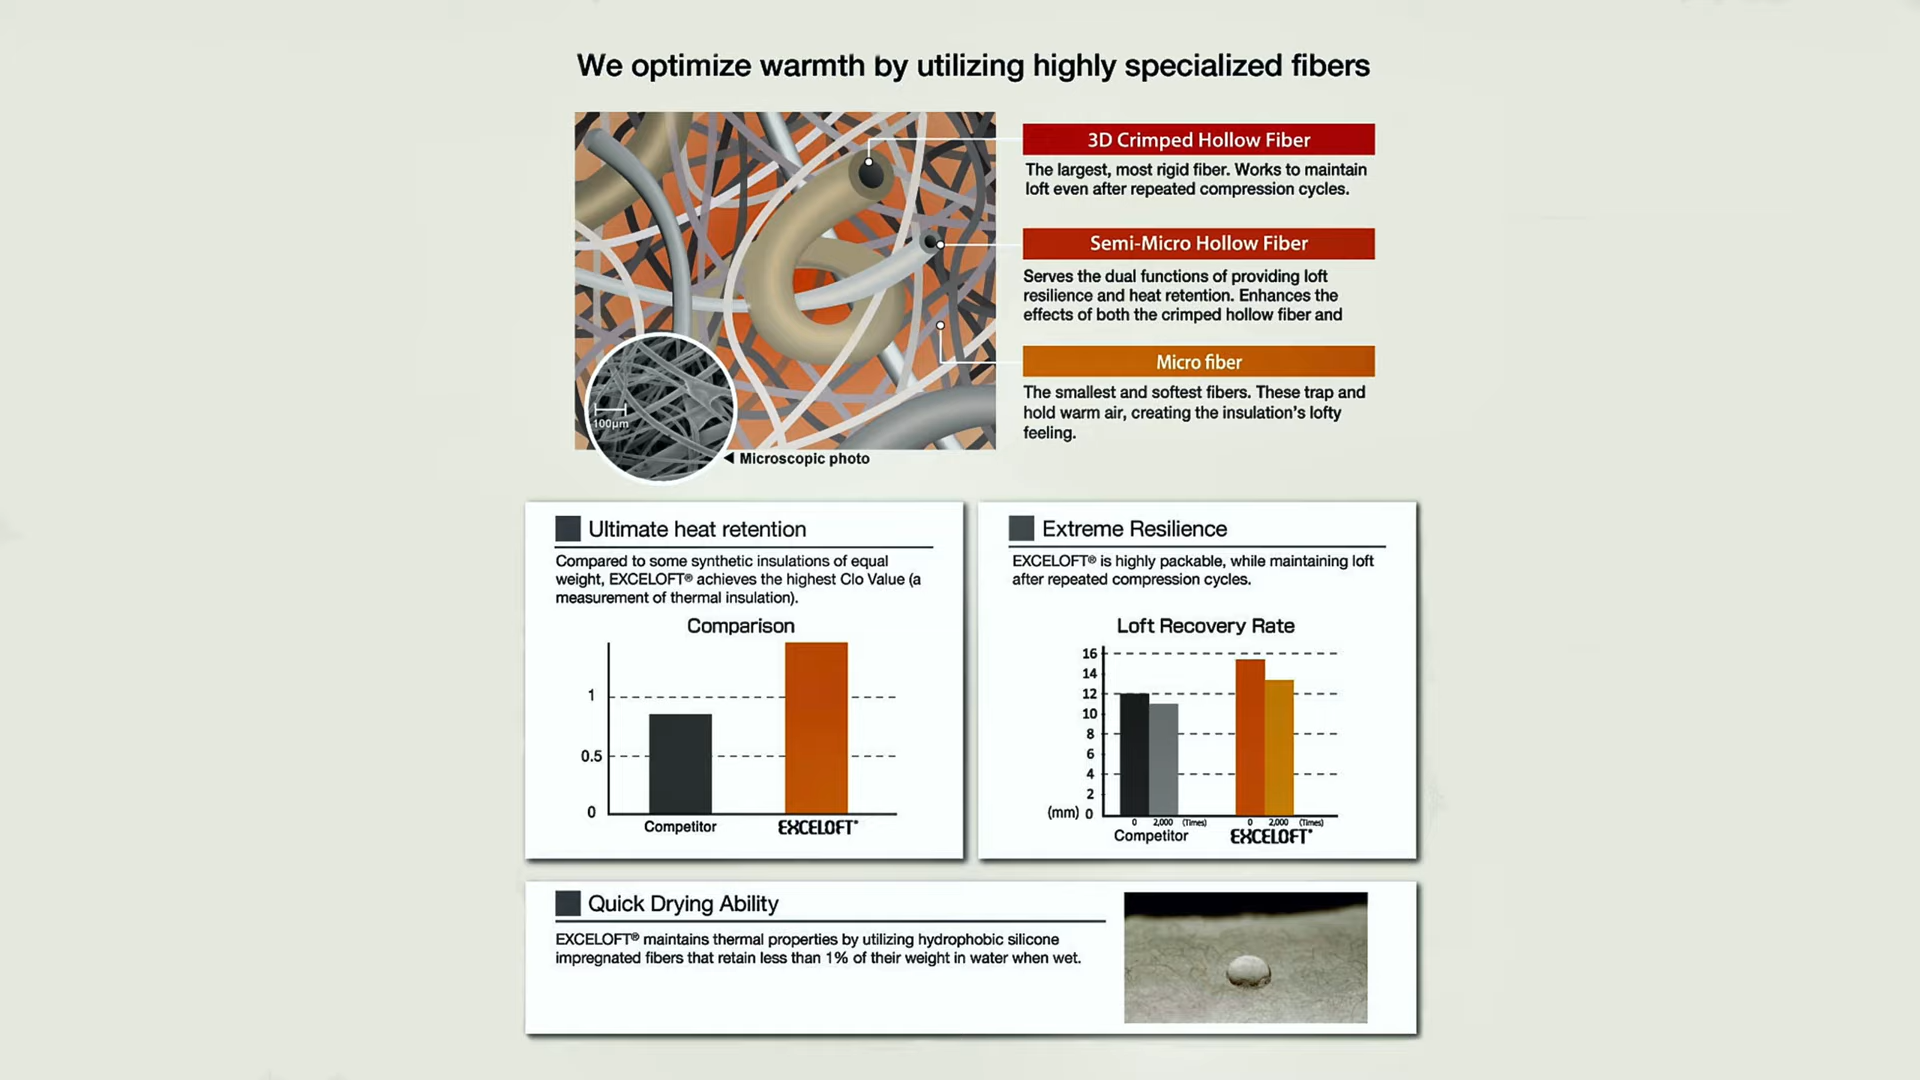 We optimize warmth by utilizing highly specialized fibers
3D Crimped Hollow Fiber
The largest, most rigid fiber. Works to maintain
loft even after repeated compression cycles.
Semi-Micro Hollow Fiber
Serves the dual functions of providing loft
resilience and heat retention. Enhances the
effects of both the crimped hollow fiber and
Micro fiber
The smallest and softest fibers. These trap and
hold warm air, creating the insulation's lofty
feeling.
100µm
◀ Microscopic photo
Ultimate heat retention
Compared to some synthetic insulations of equal
weight, EXCELOFT® achieves the highest Clo Value (a
measurement of thermal insulation).
Comparison
1
0.5
0
Competitor
EXCELOFT®
Extreme Resilience
EXCELOFT® is highly packable, while maintaining loft
after repeated compression cycles.
Loft Recovery Rate
16
14
12
10
8
6
4
2
(mm) 0
0 2,000 (Times) 0 2,000 (Times)
Competitor EXCELOFT®
Quick Drying Ability
EXCELOFT® maintains thermal properties by utilizing hydrophobic silicone
impregnated fibers that retain less than 1% of their weight in water when wet.